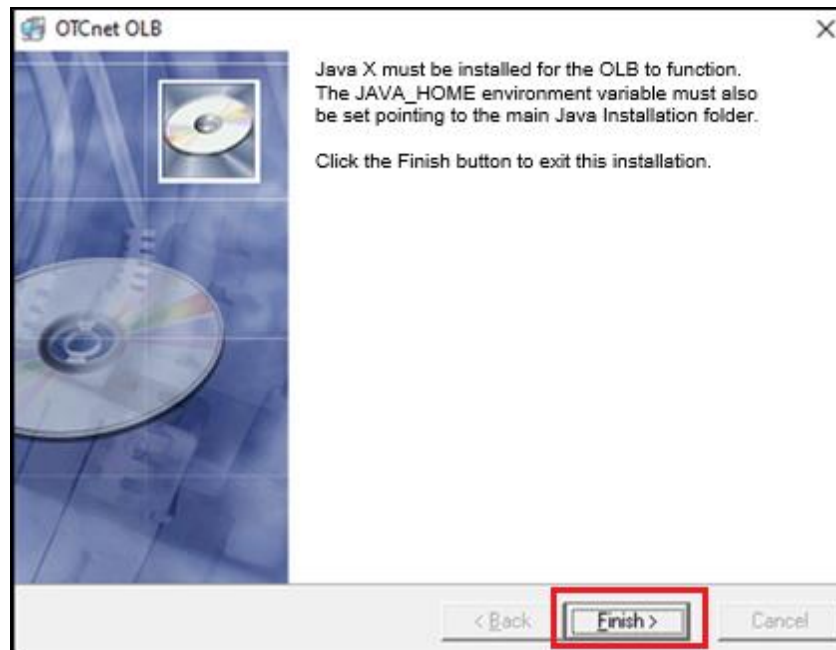 OTCnet OLB
Java X must be installed for the OLB to function.
The JAVA_HOME environment variable must also
be set pointing to the main Java Installation folder.
Click the Finish button to exit this installation.
< Back
Finish >
Cancel